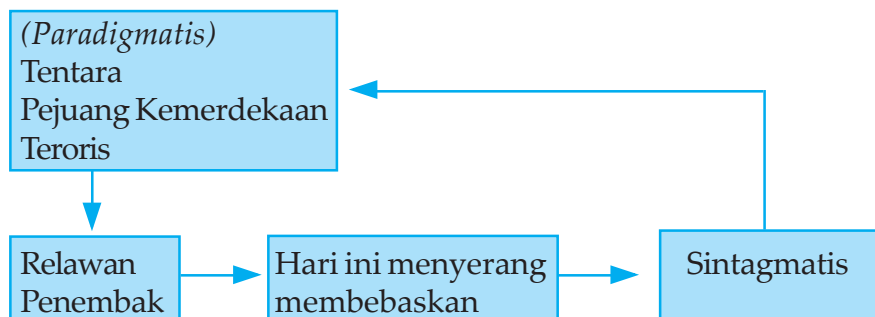 (Paradigmatis)
Tentara
Pejuang Kemerdekaan
Teroris
Relawan
Penembak
Hari ini menyerang
membebaskan
Sintagmatis